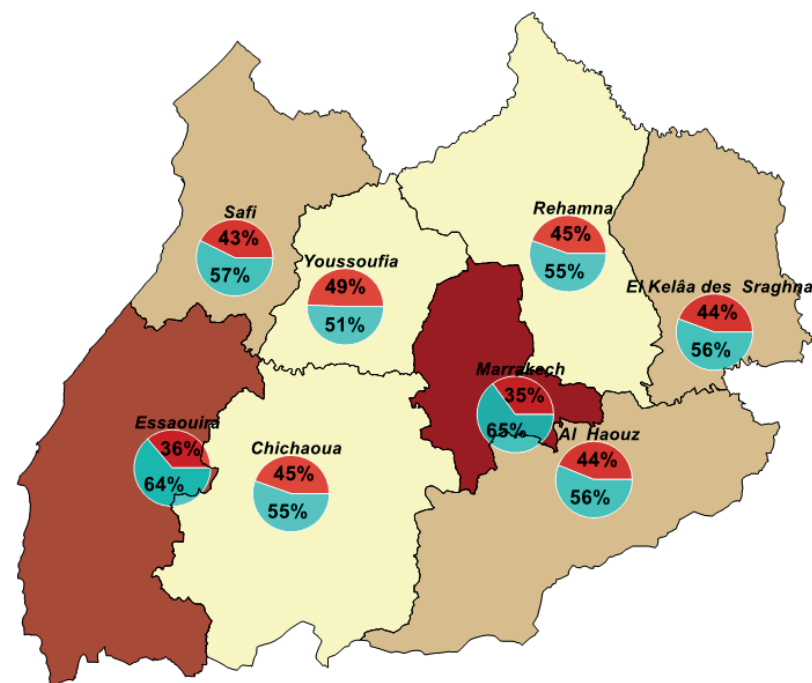 Safi
43%
57%
Youssoufia
49%
51%
Rehamna
45%
55%
El Kelâa des Sraghna
44%
56%
Marrakech
35%
65%
Essaouira
36%
64%
Chichaoua
45%
55%
Al Haouz
44%
56%